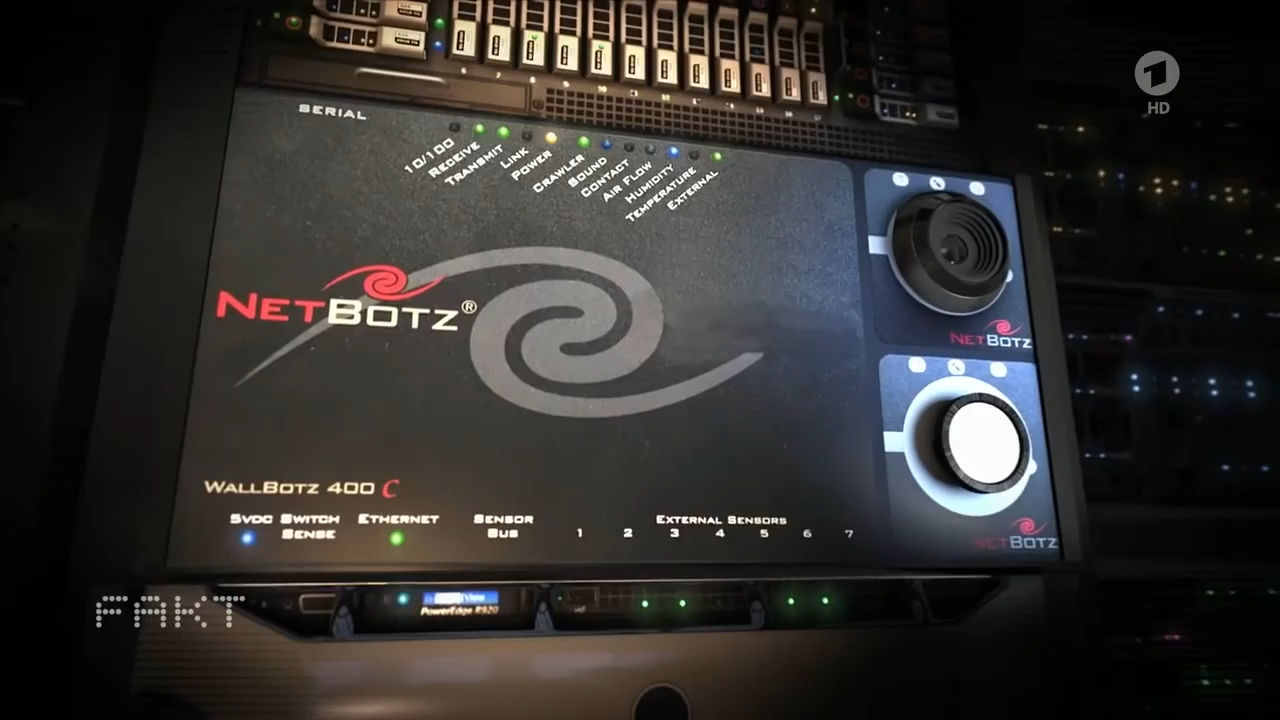 1
HD
SERIAL
10/100
RECEIVE
TRANSMIT
LINK
POWER
CRAWLER
SOUND
CONTACT
AIR FLOW
HUMIDITY
TEMPERATURE
EXTERNAL
NETBOTZ®
NETBOTZ
NETBOTZ
WALLBOTZ 400 C
5VDC SWITCH SENSE
ETHERNET
SENSOR BUS
EXTERNAL SENSORS
1 2 3 4 5 6 7
PowerEdge R920
FAKT